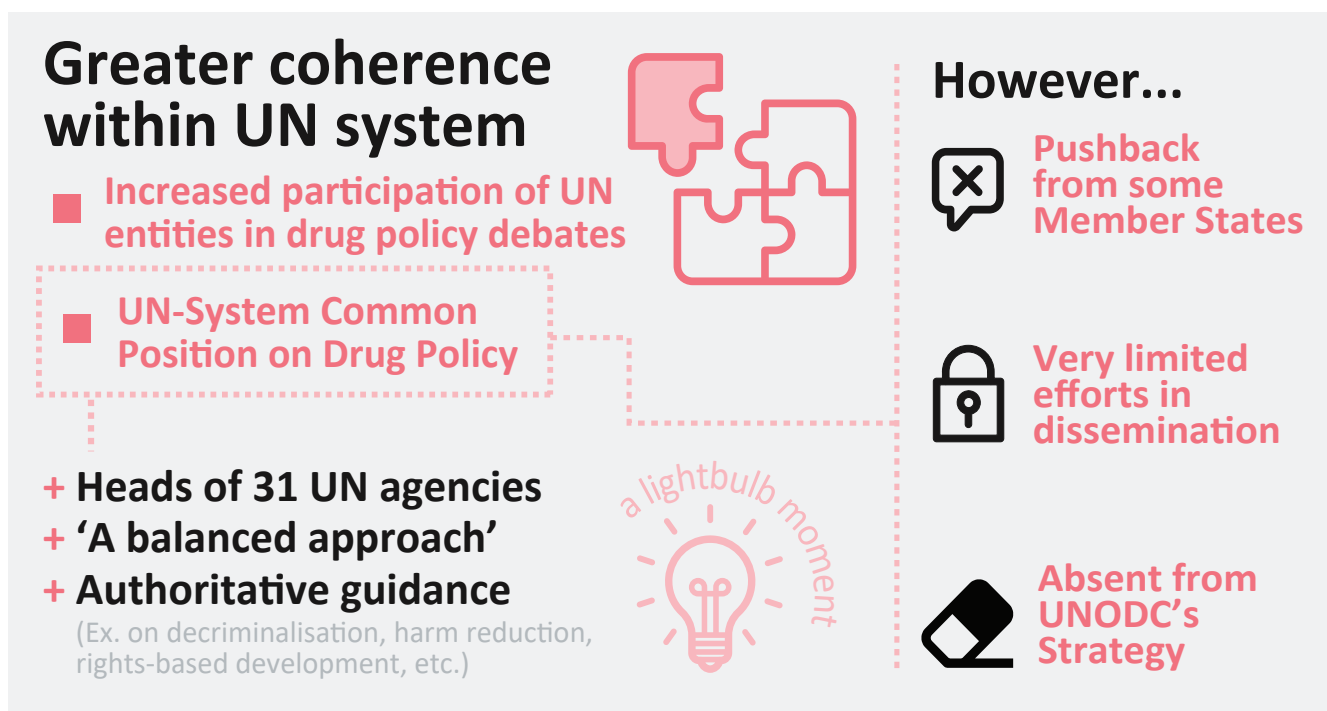 Greater coherence
within UN system
Increased participation of UN
entities in drug policy debates
UN-System Common
Position on Drug Policy
+ Heads of 31 UN agencies
+ ‘A balanced approach’
+ Authoritative guidance
(Ex. on decriminalisation, harm reduction,
rights-based development, etc.)
a lightbulb moment
However...
Pushback
from some
Member States
Very limited
efforts in
dissemination
Absent from
UNODC’s
Strategy